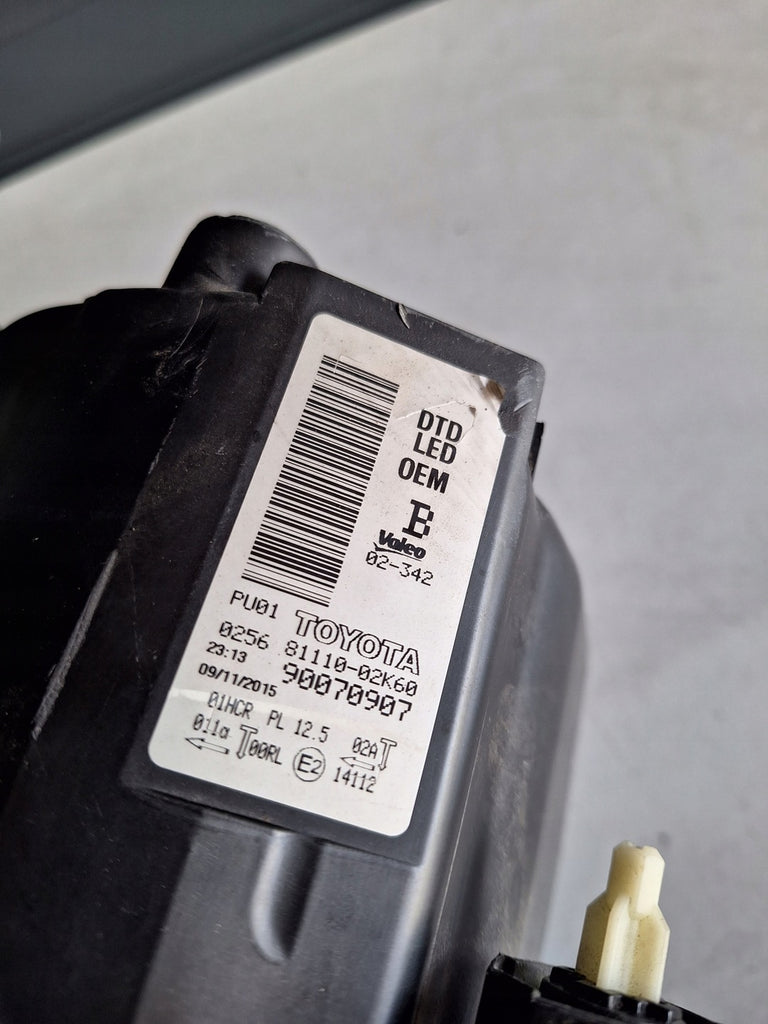 DTD
LED
OEM
B
Valeo
02-342
PU01 TOYOTA
0256 81110-02K60
23:13 90070907
09/11/2015
01HCR PL 12.5 02A
011α 00RL E2 14112